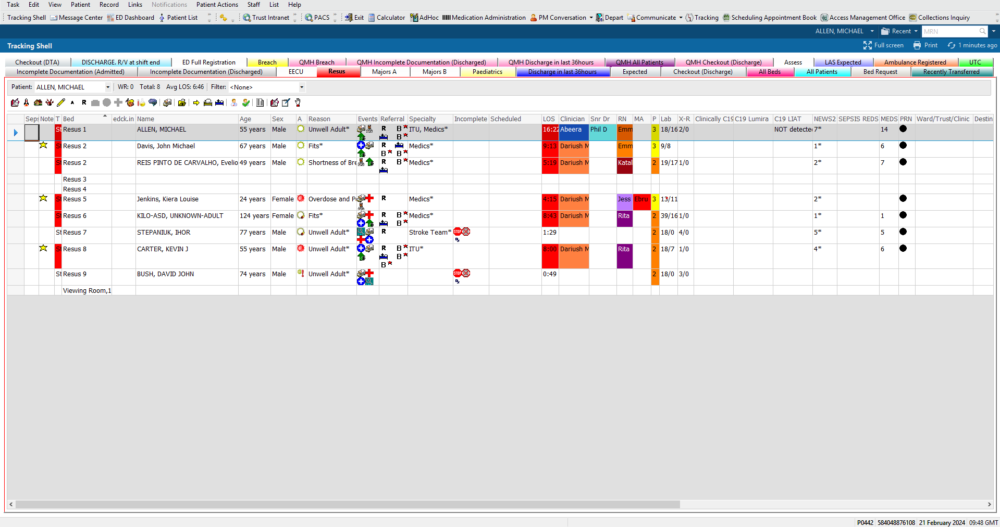 Task Edit View Patient Record Links Notifications Patient Actions Staff List Help
Tracking Shell Message Center ED Dashboard Patient List Trust Intranet PACS Exit Calculator AdHoc Medication Administration PM Conversation Depart Communicate Tracking Scheduling Appointment Book Access Management Office Collections Inquiry
ALLEN, MICHAEL Recent MRN
Tracking Shell Full screen Print 1 minutes ago
Checkout (DTA) DISCHARGE. R/V at shift end ED Full Registration Breach QMH Breach QMH Incomplete Documentation (Discharged) QMH Discharge in last 36hours QMH All Patients QMH Checkout (Discharge) Assess LAS Expected Ambulance Registered UTC
Incomplete Documentation (Admitted) Incomplete Documentation (Discharged) EECU Resus Majors A Majors B Paediatrics Discharge in last 36hours Expected Checkout (Discharge) All Beds All Patients Bed Request Recently Transferred
Patient: ALLEN, MICHAEL WR: 0 Total: 8 Avg LOS: 6:46 Filter: <None>
A R
Seps Note T Bed edck.in Name Age Sex A Reason Events Referral Specialty Incomplete Scheduled LOS Clinician Snr Dr RN MA P Lab X-R Clinically C19 C19 Lumira C19 LIAT NEWS2 SEPSIS REDS MEDS PRN Ward/Trust/Clinic Destin
St Resus 1 ALLEN, MICHAEL 55 years Male Unwell Adult* R B* ITU, Medics* 16:22 Abeera Phil D Emm 3 18/16 2/0 NOT detecte 7* 14
B*
St Resus 2 Davis, John Michael 67 years Male Fits* R Medics* 9:13 Dariush M Emm 3 9/8 1* 6
B* B*
St Resus 2 REIS PINTO DE CARVALHO, Evelio 49 years Male Shortness of Bre R B* Medics* 5:19 Dariush M Katal 2 19/17 1/0 2* 7
Resus 3
Resus 4
St Resus 5 Jenkins, Kiera Louise 24 years Female Overdose and P R Medics* 4:15 Dariush M Jess Ebru 3 13/11 2*
St Resus 6 KILO-ASD, UNKNOWN-ADULT 124 years Female Fits* R B* Medics* 8:43 Dariush M Rita 2 39/16 1/0 1* 1
B*
St Resus 7 STEPANIUK, IHOR 77 years Male Unwell Adult* R Stroke Team* STOP 1:29 2 18/0 4/0 5* 5
Dx
St Resus 8 CARTER, KEVIN J 55 years Male Unwell Adult* R B* ITU* 8:00 Dariush M Rita 2 18/7 1/0 4* 6
B*
B*
St Resus 9 BUSH, DAVID JOHN 74 years Male Unwell Adult* STOP 0:49 2 18/0 3/0
Dx
Viewing Room,1
P0442 584048876108 21 February 2024 09:48 GMT